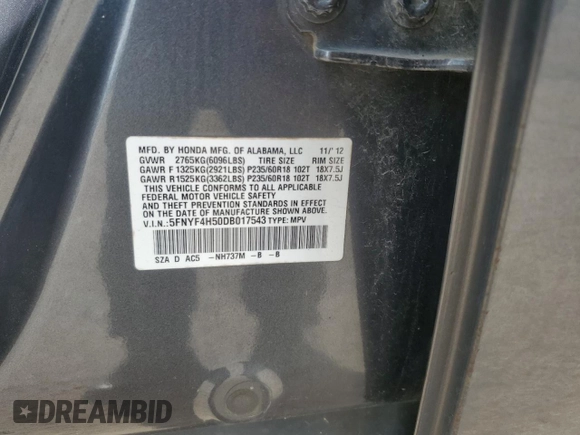 MFD. BY HONDA MFG. OF ALABAMA, LLC 11/'12
GVWR 2765KG(6096LBS) TIRE SIZE RIM SIZE
GAWR F 1325KG(2921LBS) P235/60R18 102T 18X7.5J
GAWR R 1525KG(3362LBS) P235/60R18 102T 18X7.5J
THIS VEHICLE CONFORMS TO ALL APPLICABLE
FEDERAL MOTOR VEHICLE SAFETY
AND THEFT PREVENTION STANDARDS IN EFFECT
ON THE DATE OF MANUFACTURE SHOWN ABOVE.
V.I.N.: 5FNYF4H50DB017543 TYPE: MPV
SZA D AC5 -NH737M -B -B
DREAMBID